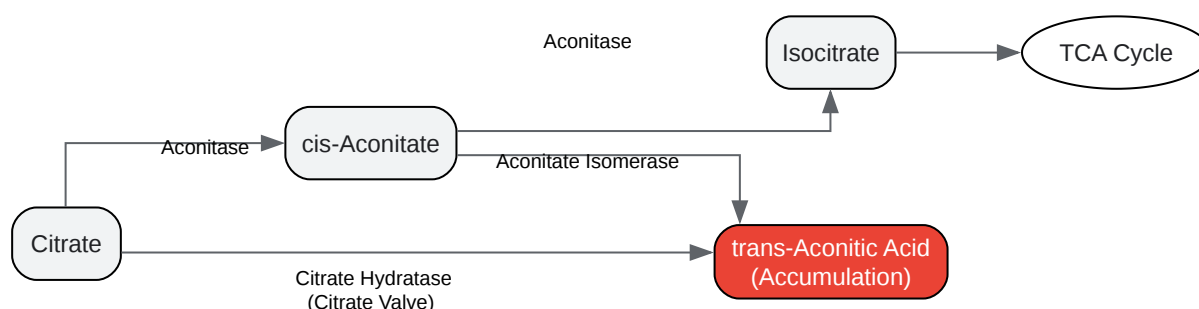 Aconitase
Isocitrate
TCA Cycle
Aconitase
cis-Aconitate
Aconitate Isomerase
Citrate
trans-Aconitic Acid
(Accumulation)
Citrate Hydratase
(Citrate Valve)